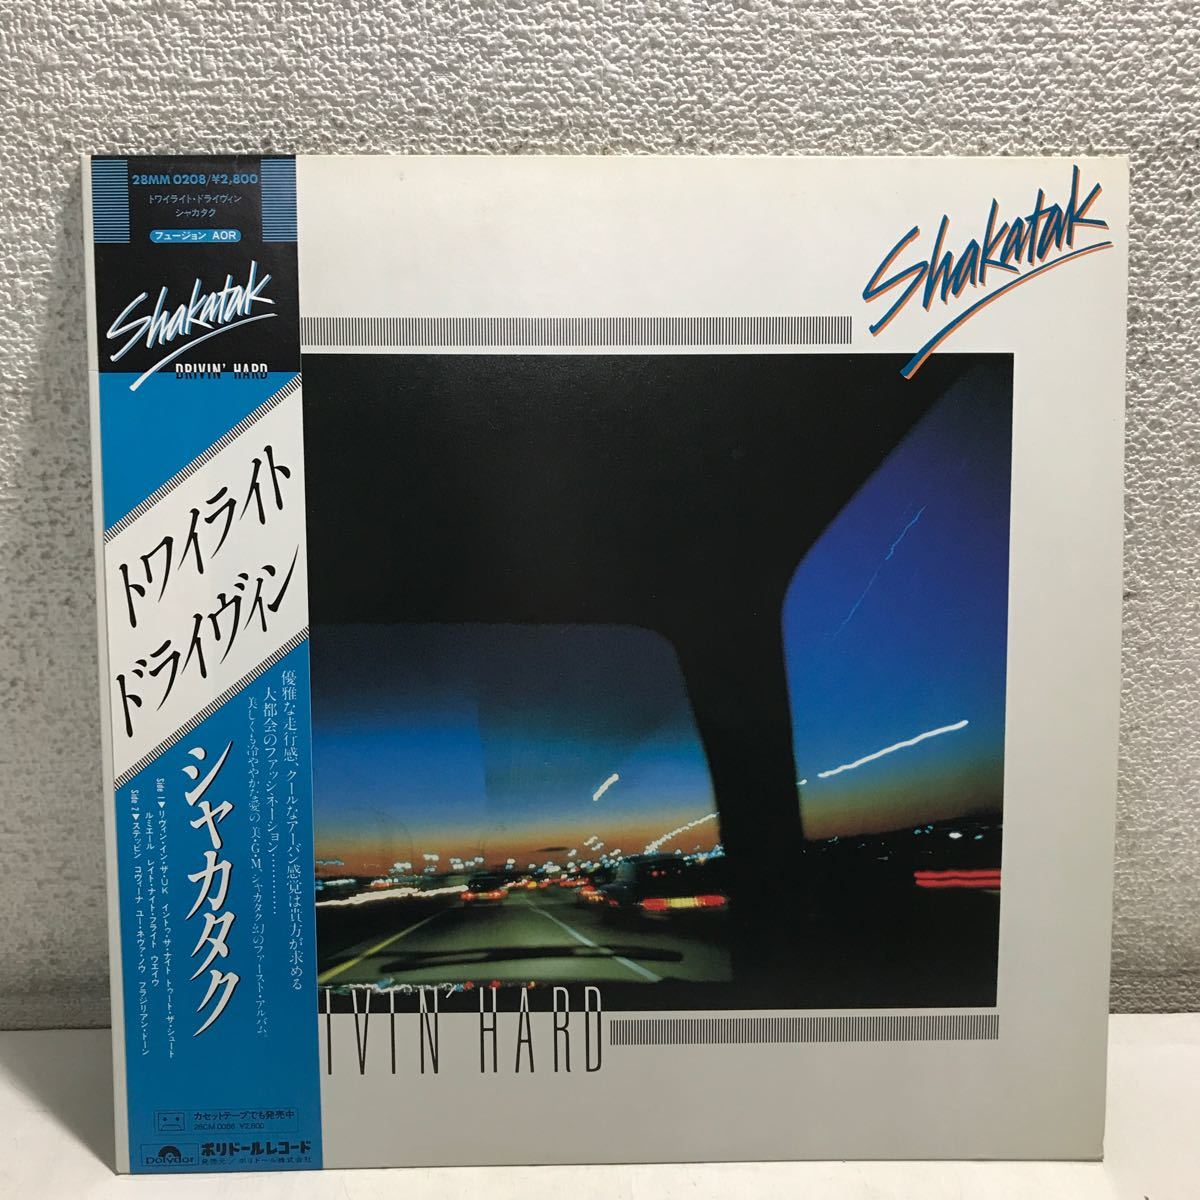 28MM 0208/¥2,800
トワイライト・ドライヴィン
シャカタク
フュージョン AOR
Shakatak
DRIVIN' HARD
トワイライト
ドライヴィン
シャカタク
優雅な走行感、クールなアーバン感覚は貴方が求める
大都会のファッシ・ネーション…………
美しくも冷ややかな愛の美・G・M、シャカタク幻のファースト・アルバム。
Side 1▼リヴィン・イン・ザ・UK イントゥ・ザ・ナイト トゥート・ザ・シュート
ルミエール レイト・ナイト・フライト ウエイヴ
Side 2▼ステッピン コヴィーナ ユー・ネヴァ・ノウ ブラジリアン・ドーン
カセットテープでも発売中
28CM 0086 ¥2,800
Polydor
ポリドールレコード
発売元/ポリドール株式会社
Shakatak
IVIN' HARD